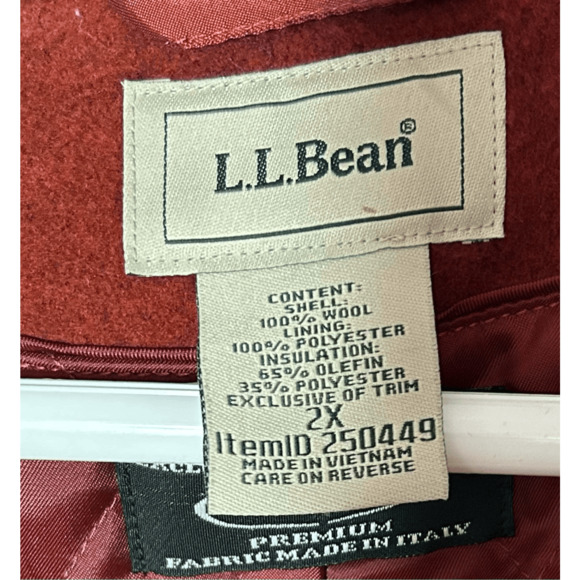 L.L.Bean®
CONTENT:
SHELL:
100% WOOL
LINING:
100% POLYESTER
INSULATION:
65% OLEFIN
35% POLYESTER
EXCLUSIVE OF TRIM
2X
ItemID 250449
MADE IN VIETNAM
CARE ON REVERSE
PREMIUM
FABRIC MADE IN ITALY